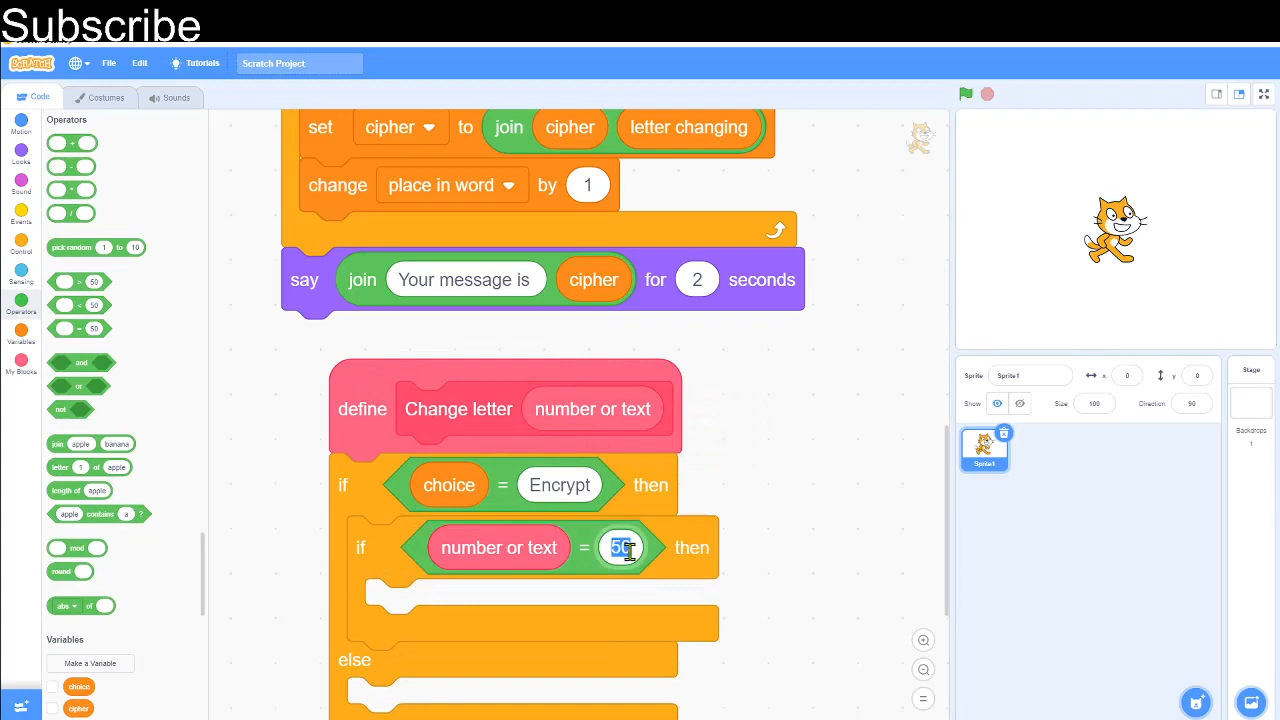 Subscribe
SCRATCH
File
Edit
Tutorials
Scratch Project
Code
Costumes
Sounds
Motion
Looks
Sound
Events
Control
Sensing
Operators
Variables
My Blocks
Operators
+
-
*
/
pick random 1 to 10
> 50
< 50
= 50
and
or
not
join apple banana
letter 1 of apple
length of apple
apple contains a ?
mod
round
abs of
Variables
Make a Variable
choice
cipher
set cipher to join cipher letter changing
change place in word by 1
say join Your message is cipher for 2 seconds
define Change letter number or text
if choice = Encrypt then
if number or text = 50 then
else
Sprite Sprite1 x 0 y 0
Show Size 100 Direction 90
Sprite1
Stage
Backdrops
1